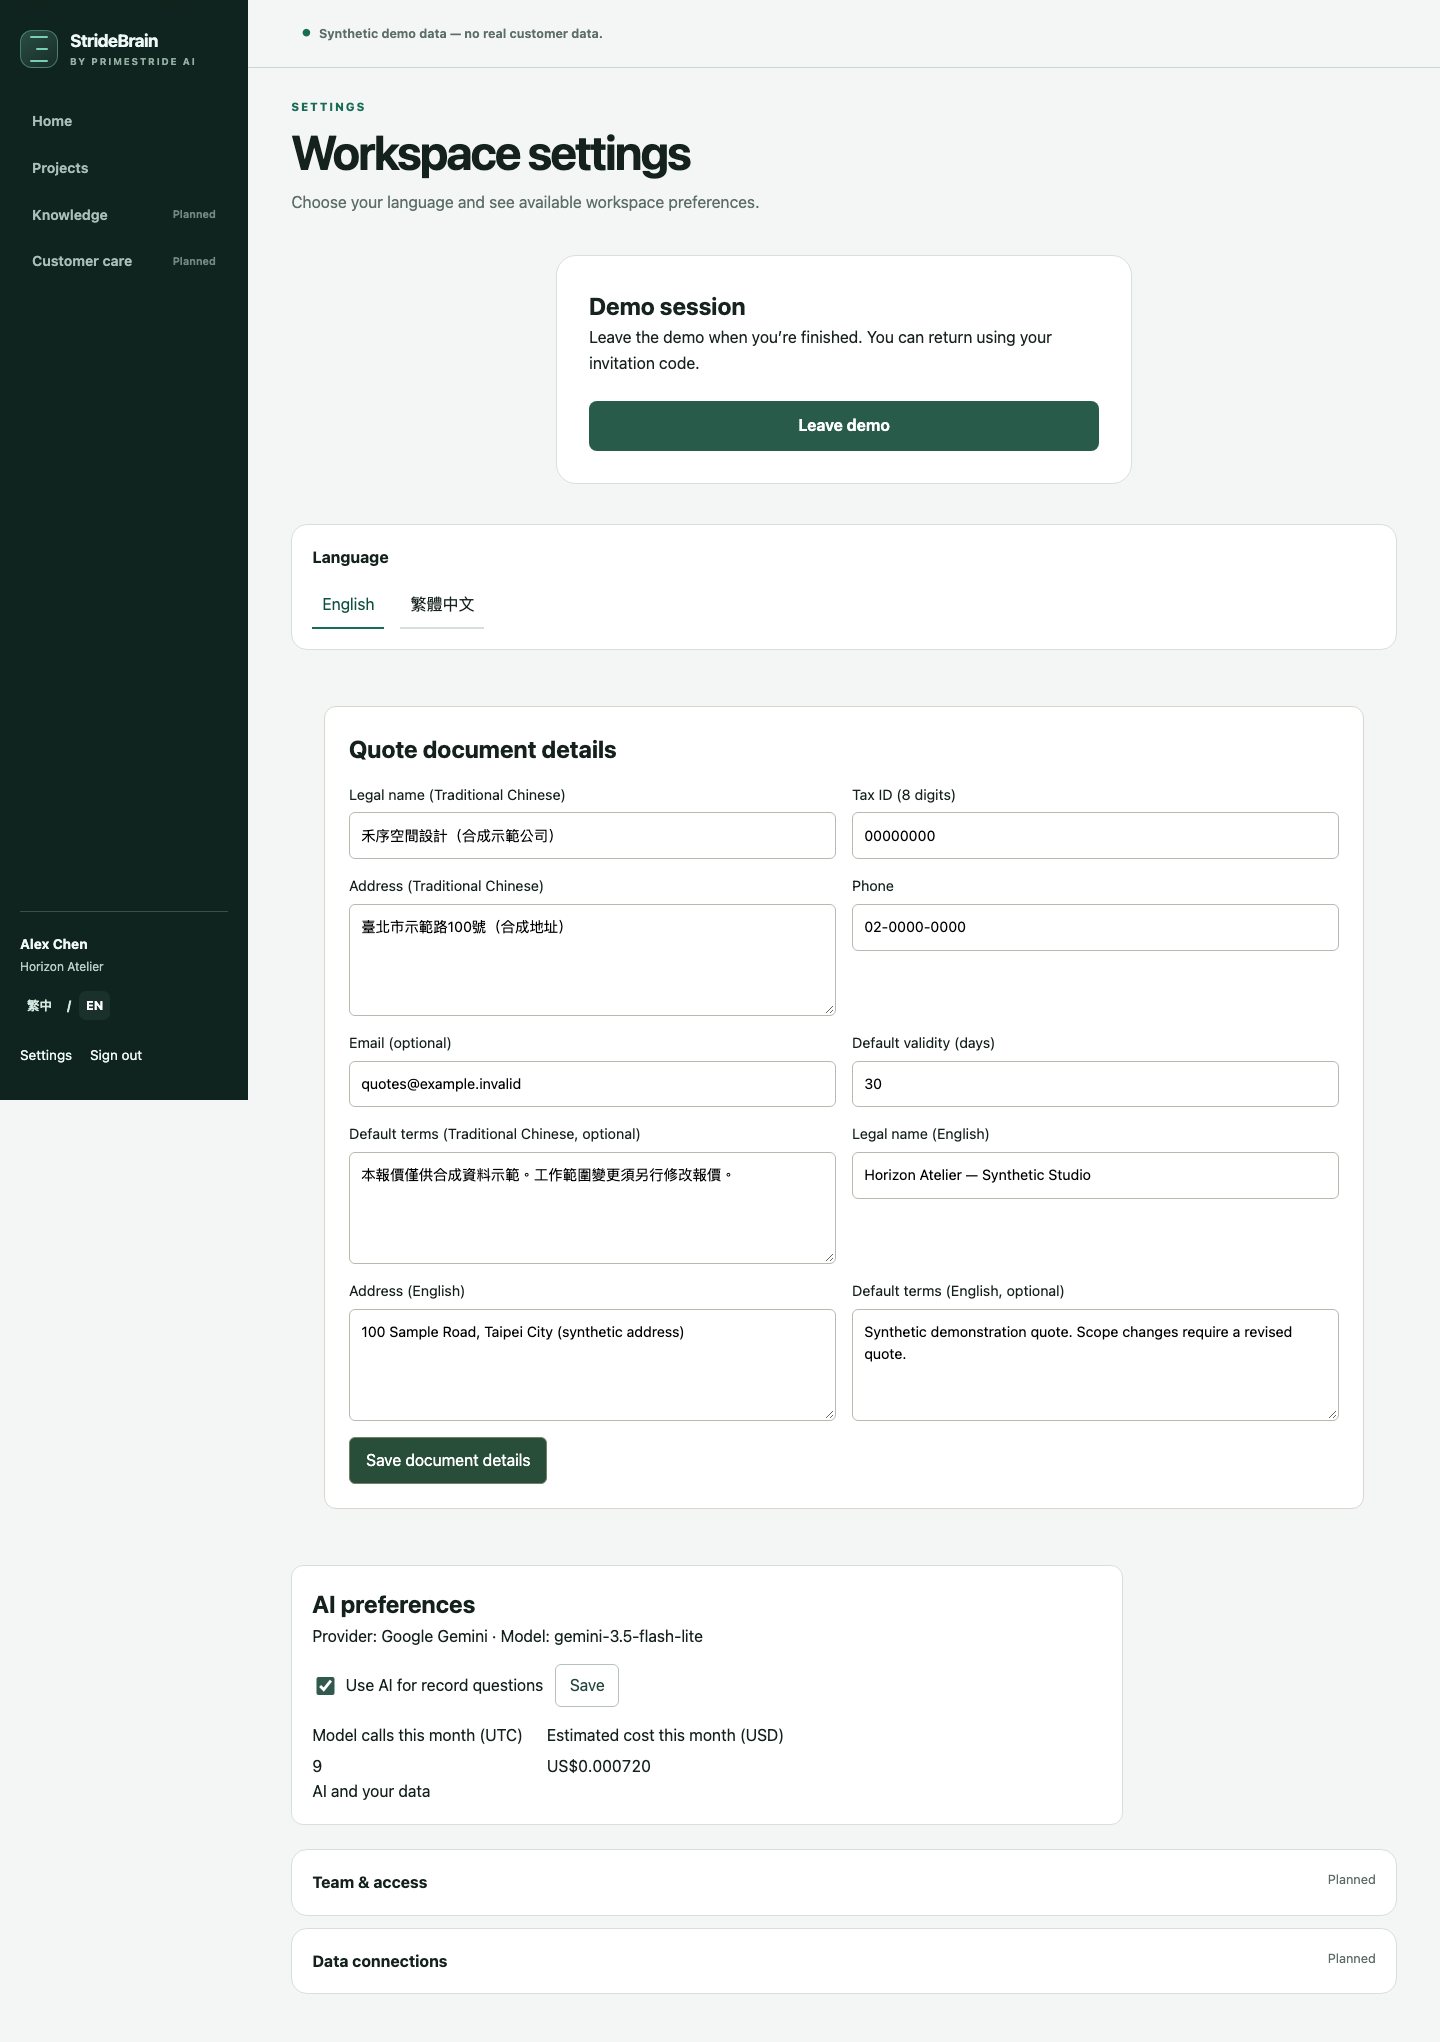 StrideBrain
BY PRIMESTRIDE AI
Home
Projects
Knowledge Planned
Customer care Planned
Alex Chen
Horizon Atelier
繁中 / EN
Settings Sign out
Synthetic demo data — no real customer data.
SETTINGS
Workspace settings
Choose your language and see available workspace preferences.
Demo session
Leave the demo when you’re finished. You can return using your
invitation code.
Leave demo
Language
English 繁體中文
Quote document details
Legal name (Traditional Chinese) Tax ID (8 digits)
禾序空間設計（合成示範公司） 00000000
Address (Traditional Chinese) Phone
臺北市示範路100號（合成地址） 02-0000-0000
Email (optional) Default validity (days)
quotes@example.invalid 30
Default terms (Traditional Chinese, optional) Legal name (English)
本報價僅供合成資料示範。工作範圍變更須另行修改報價。 Horizon Atelier — Synthetic Studio
Address (English) Default terms (English, optional)
100 Sample Road, Taipei City (synthetic address) Synthetic demonstration quote. Scope changes require a revised
quote.
Save document details
AI preferences
Provider: Google Gemini · Model: gemini-3.5-flash-lite
Use AI for record questions Save
Model calls this month (UTC) Estimated cost this month (USD)
9 US$0.000720
AI and your data
Team & access Planned
Data connections Planned